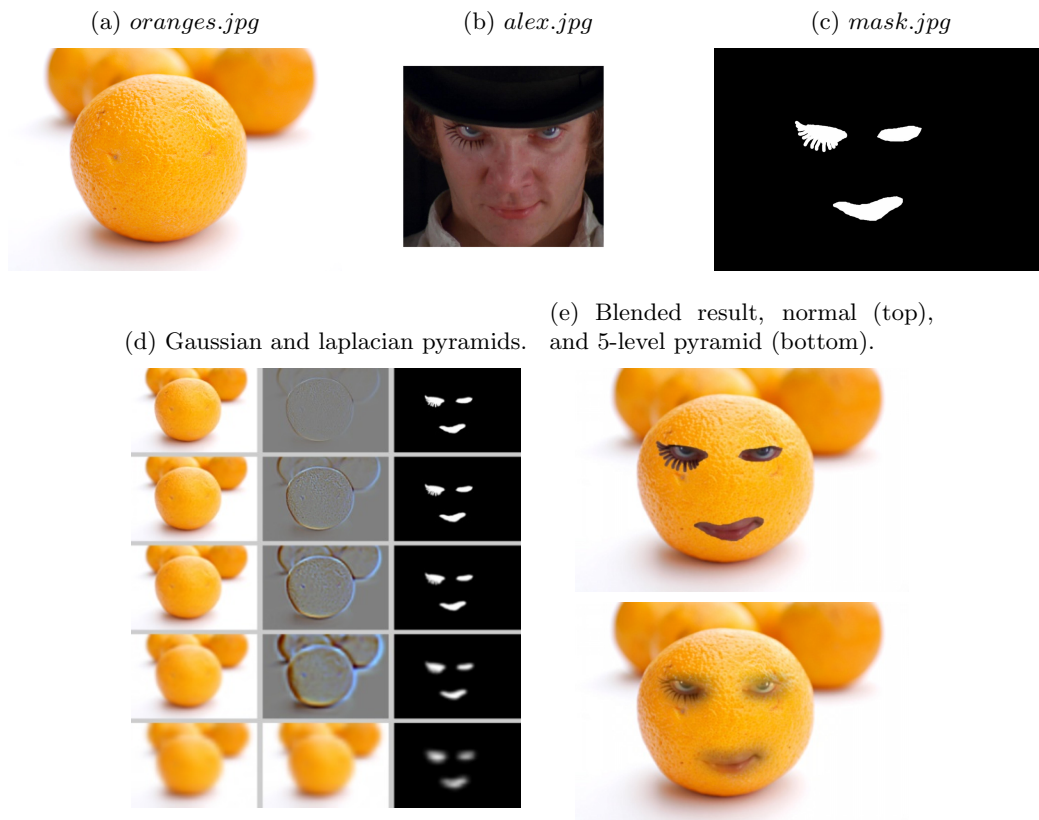 (a) oranges.jpg
(b) alex.jpg
(c) mask.jpg
(d) Gaussian and laplacian pyramids.
(e) Blended result, normal (top),
and 5-level pyramid (bottom).